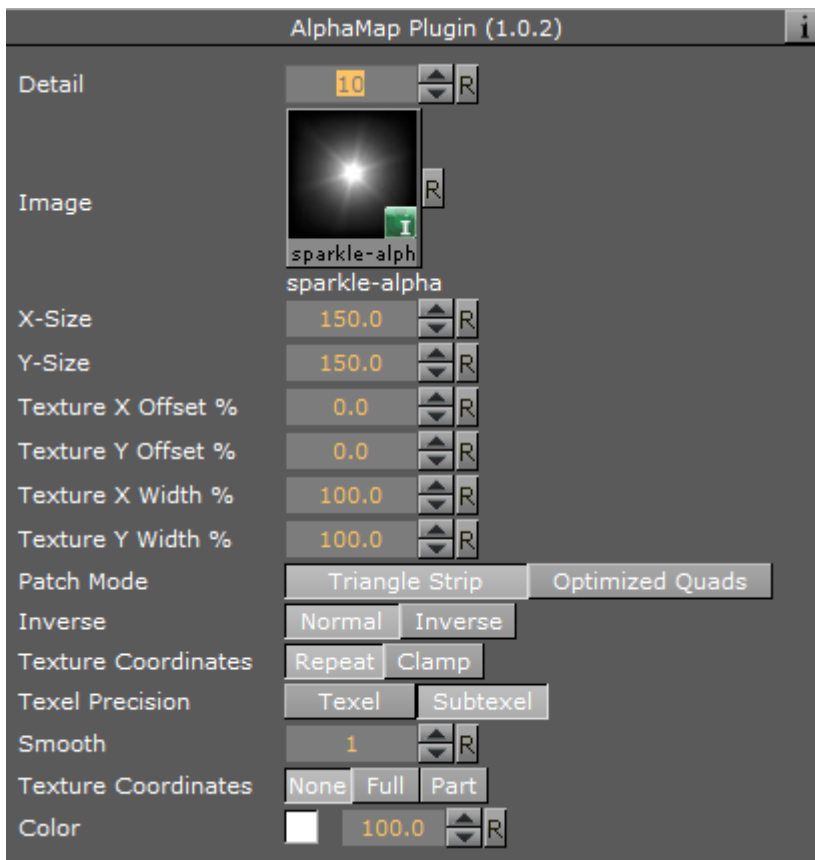 AlphaMap Plugin (1.0.2) i
Detail 10 R
Image R
I
sparkle-alph
sparkle-alpha
X-Size 150.0 R
Y-Size 150.0 R
Texture X Offset % 0.0 R
Texture Y Offset % 0.0 R
Texture X Width % 100.0 R
Texture Y Width % 100.0 R
Patch Mode Triangle Strip Optimized Quads
Inverse Normal Inverse
Texture Coordinates Repeat Clamp
Texel Precision Texel Subtexel
Smooth 1 R
Texture Coordinates None Full Part
Color 100.0 R